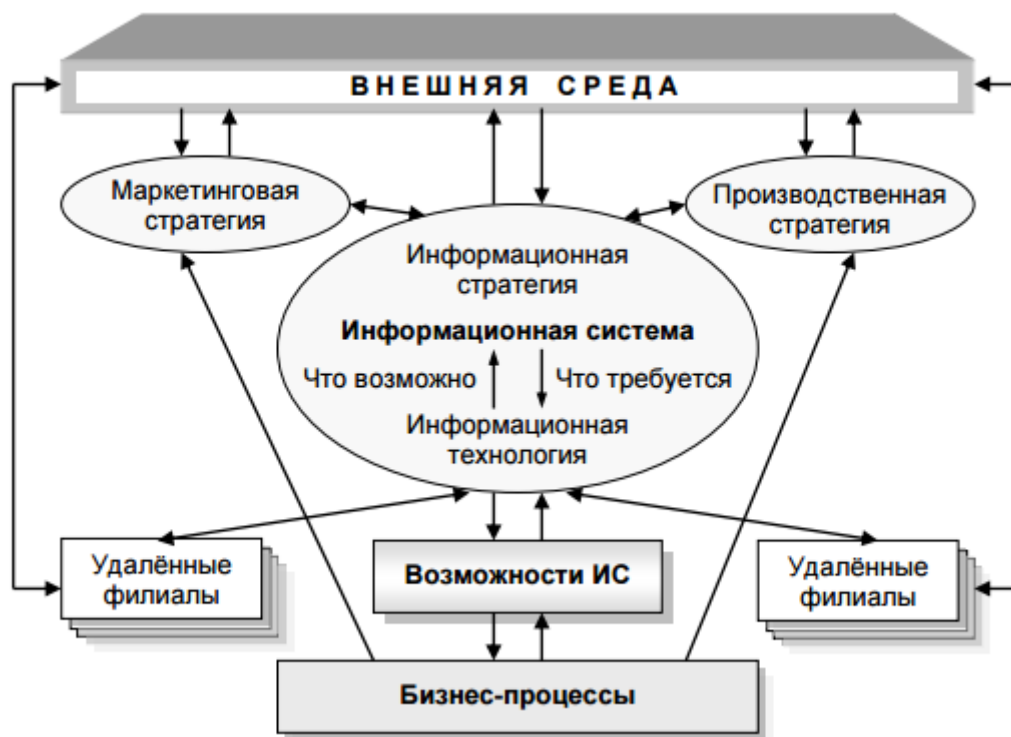 ВНЕШНЯЯ СРЕДА
Маркетинговая
стратегия
Производственная
стратегия
Информационная
стратегия
Информационная система
Что возможно
Что требуется
Информационная
технология
Удалённые
филиалы
Возможности ИС
Удалённые
филиалы
Бизнес-процессы